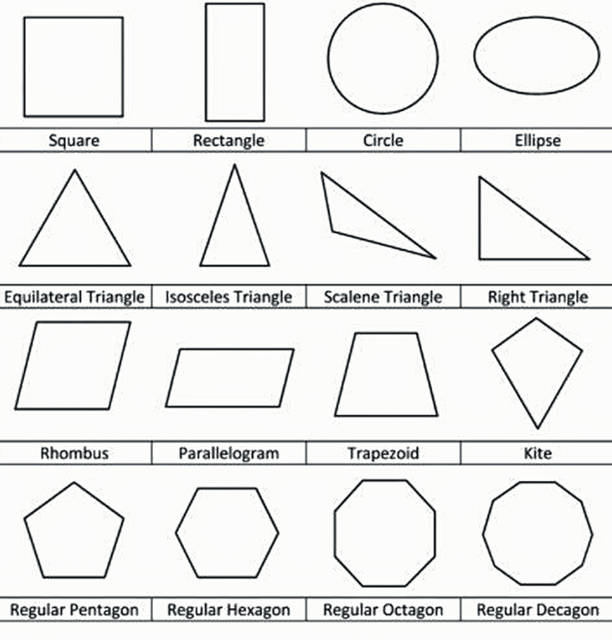 Square
Rectangle
Circle
Ellipse
Equilateral Triangle
Isosceles Triangle
Scalene Triangle
Right Triangle
Rhombus
Parallelogram
Trapezoid
Kite
Regular Pentagon
Regular Hexagon
Regular Octagon
Regular Decagon